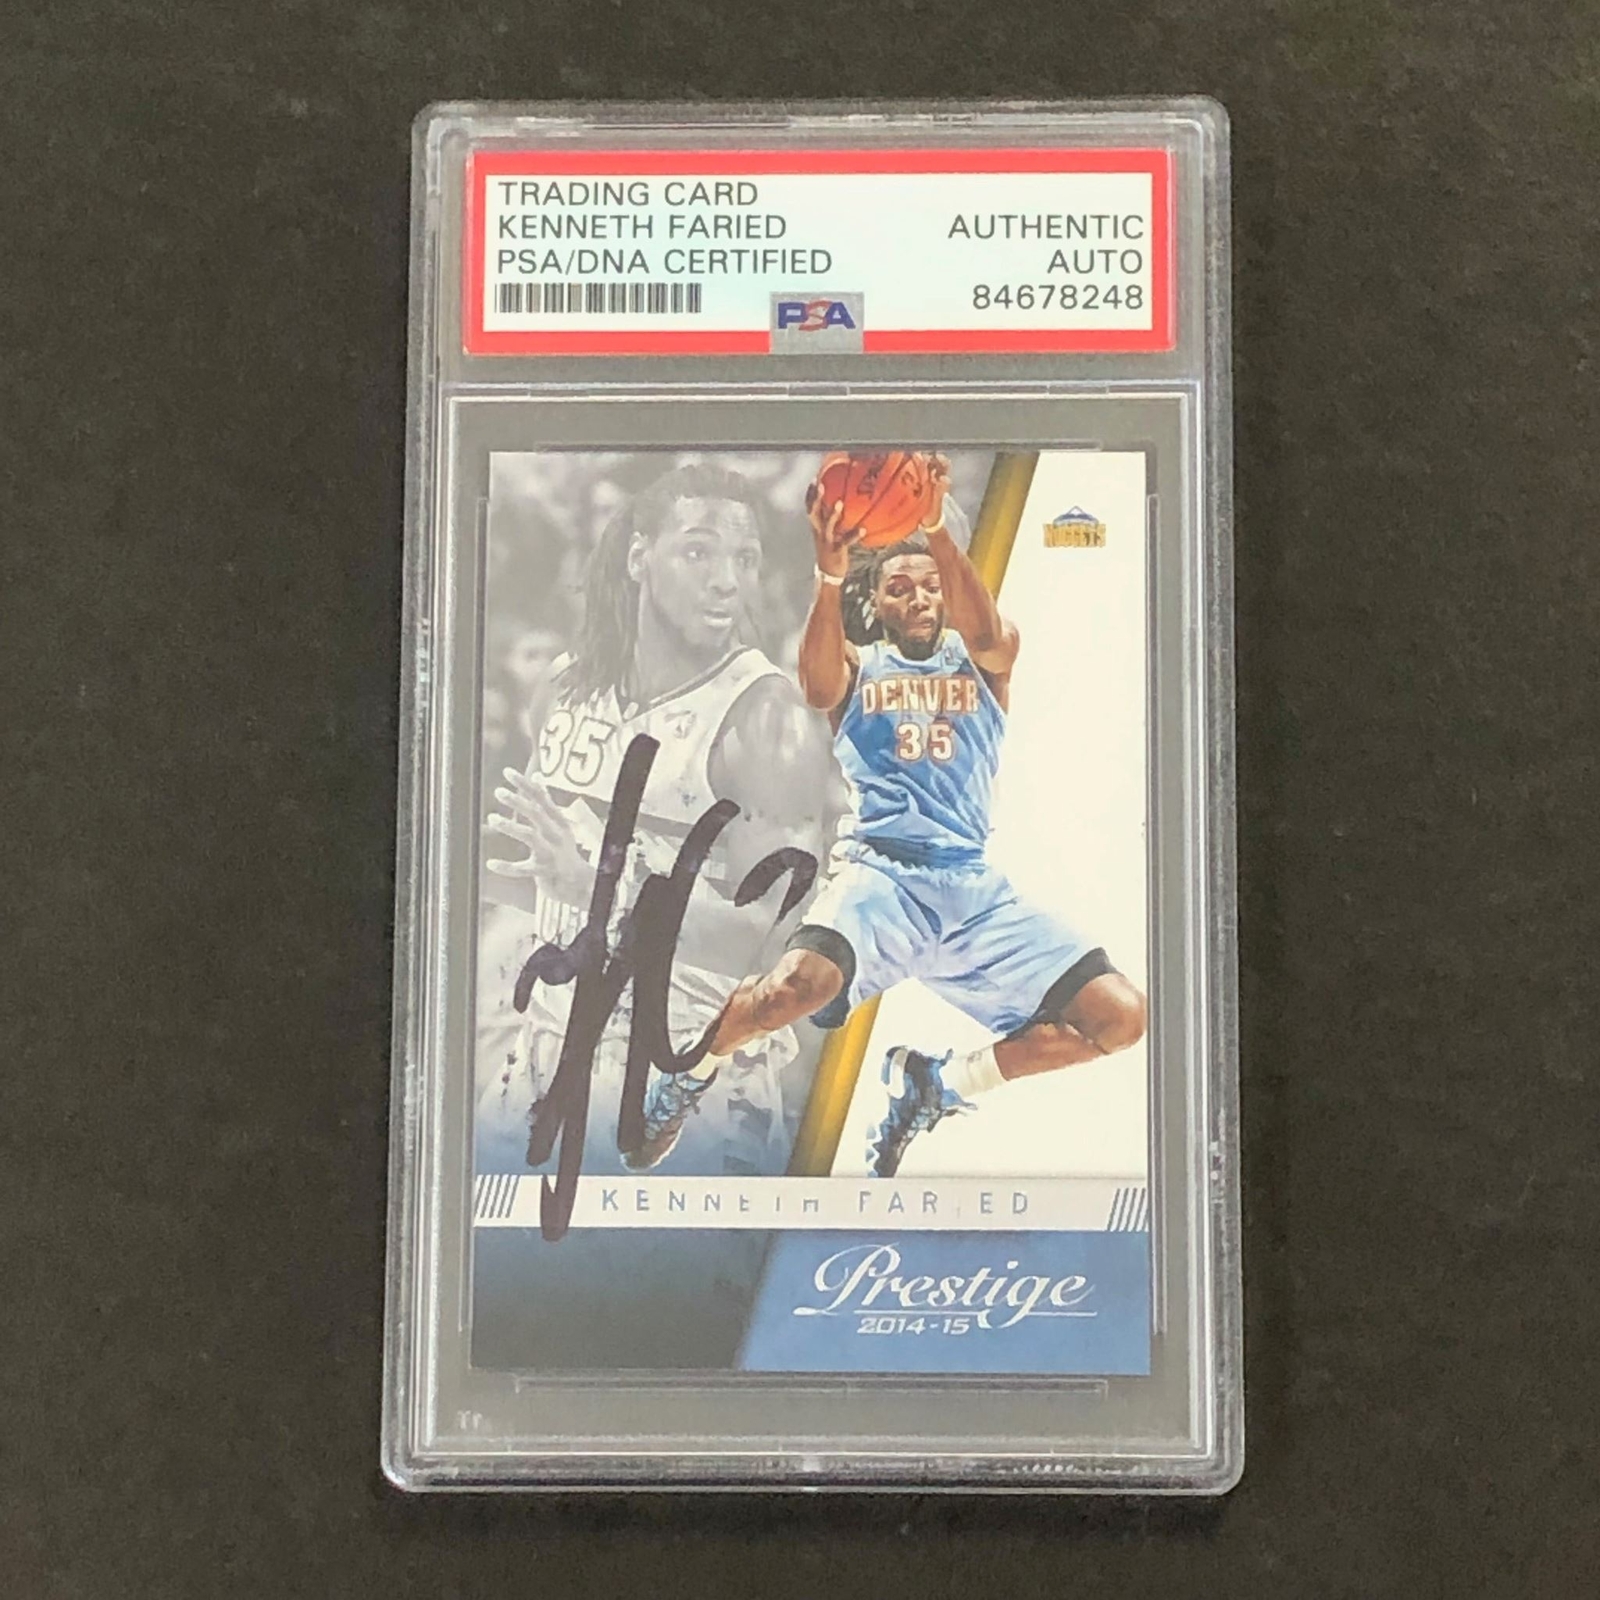 TRADING CARD
KENNETH FARIED
PSA/DNA CERTIFIED
AUTHENTIC
AUTO
84678248
PSA
NUGGETS
35
DENVER
35
KENNETH FARIED
Prestige
2014-15